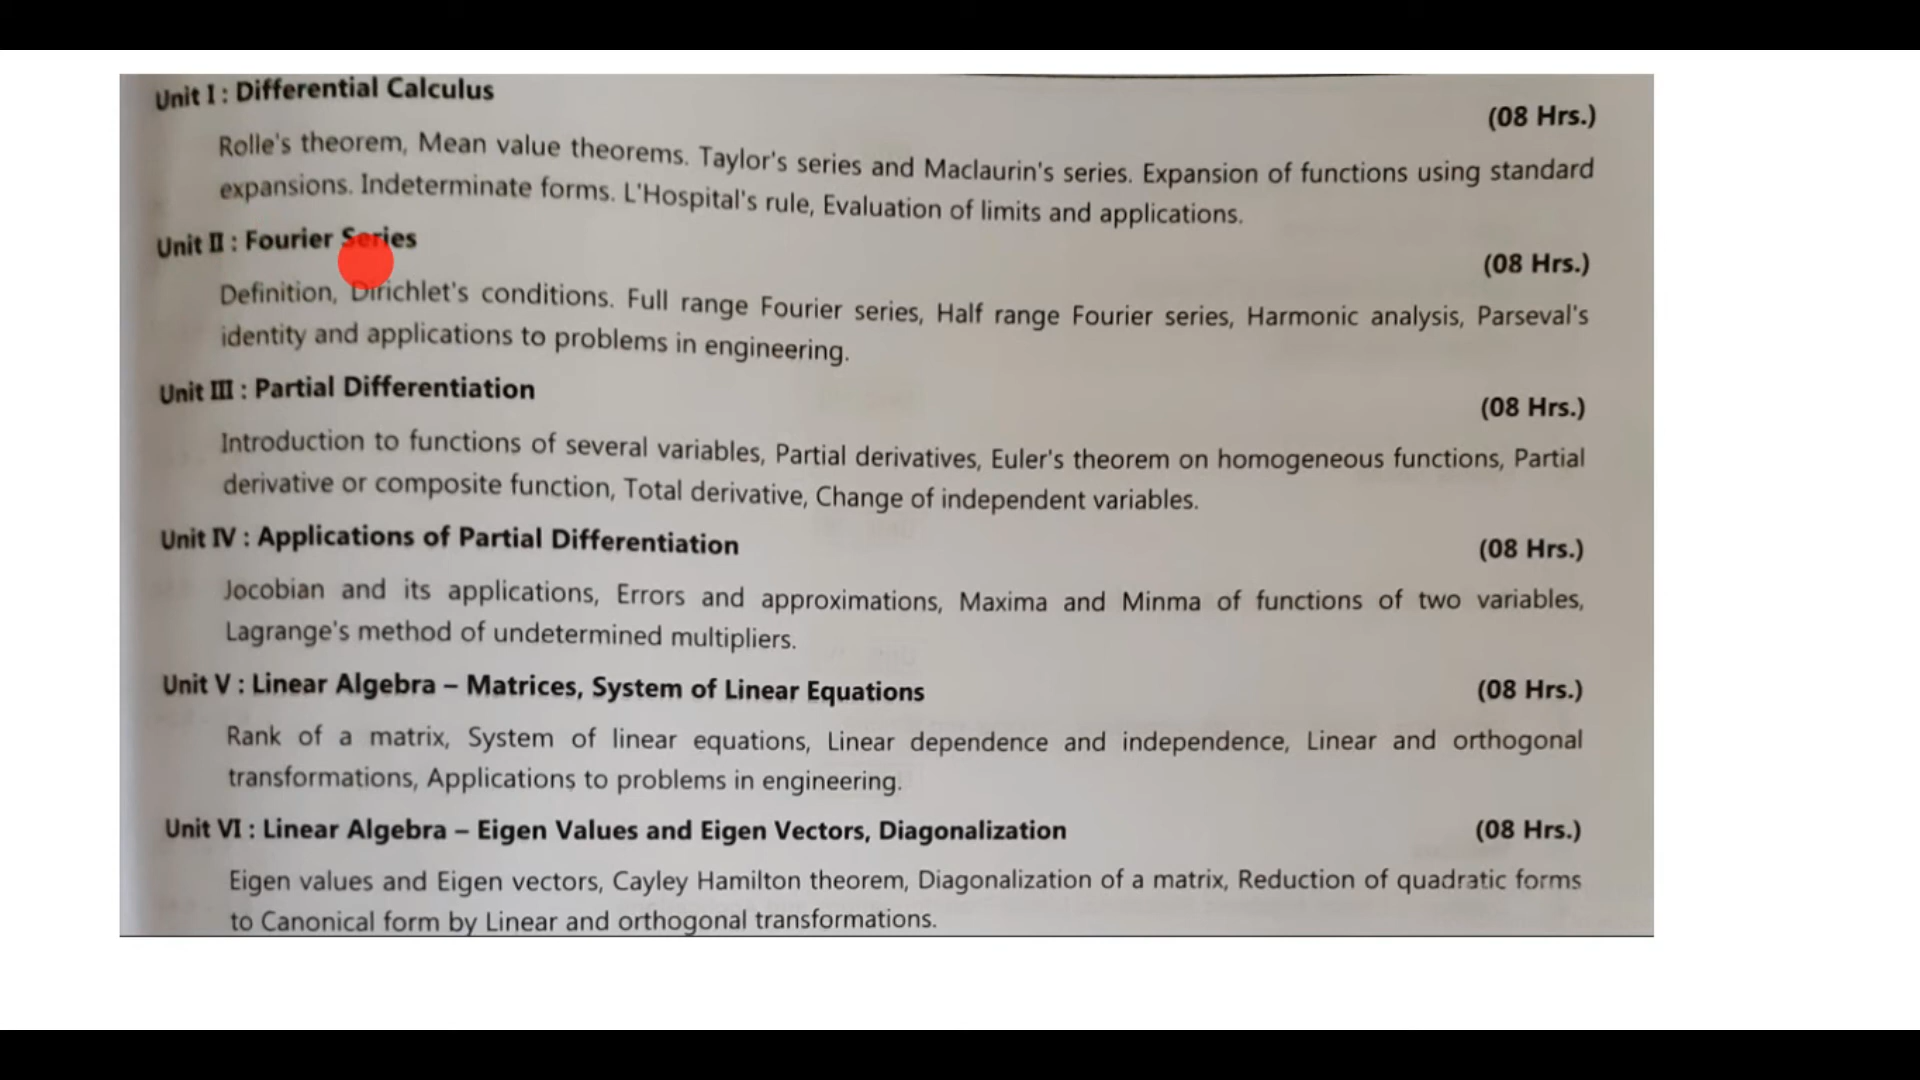 Unit I : Differential Calculus
(08 Hrs.)
Rolle's theorem, Mean value theorems. Taylor's series and Maclaurin's series. Expansion of functions using standard
expansions. Indeterminate forms. L'Hospital's rule, Evaluation of limits and applications.
Unit II : Fourier Series
(08 Hrs.)
Definition, Dirichlet's conditions. Full range Fourier series, Half range Fourier series, Harmonic analysis, Parseval's
identity and applications to problems in engineering.
Unit III : Partial Differentiation
(08 Hrs.)
Introduction to functions of several variables, Partial derivatives, Euler's theorem on homogeneous functions, Partial
derivative or composite function, Total derivative, Change of independent variables.
Unit IV : Applications of Partial Differentiation
(08 Hrs.)
Jocobian and its applications, Errors and approximations, Maxima and Minma of functions of two variables,
Lagrange's method of undetermined multipliers.
Unit V : Linear Algebra – Matrices, System of Linear Equations
(08 Hrs.)
Rank of a matrix, System of linear equations, Linear dependence and independence, Linear and orthogonal
transformations, Applications to problems in engineering.
Unit VI : Linear Algebra – Eigen Values and Eigen Vectors, Diagonalization
(08 Hrs.)
Eigen values and Eigen vectors, Cayley Hamilton theorem, Diagonalization of a matrix, Reduction of quadratic forms
to Canonical form by Linear and orthogonal transformations.